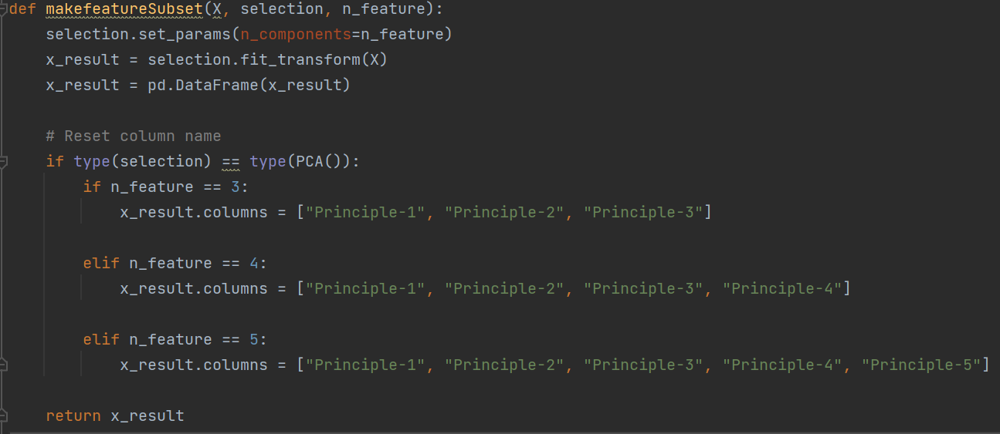 def makefeatureSubset(X, selection, n_feature):
    selection.set_params(n_components=n_feature)
    x_result = selection.fit_transform(X)
    x_result = pd.DataFrame(x_result)

    # Reset column name
    if type(selection) == type(PCA()):
        if n_feature == 3:
            x_result.columns = ["Principle-1", "Principle-2", "Principle-3"]

        elif n_feature == 4:
            x_result.columns = ["Principle-1", "Principle-2", "Principle-3", "Principle-4"]

        elif n_feature == 5:
            x_result.columns = ["Principle-1", "Principle-2", "Principle-3", "Principle-4", "Principle-5"]

    return x_result